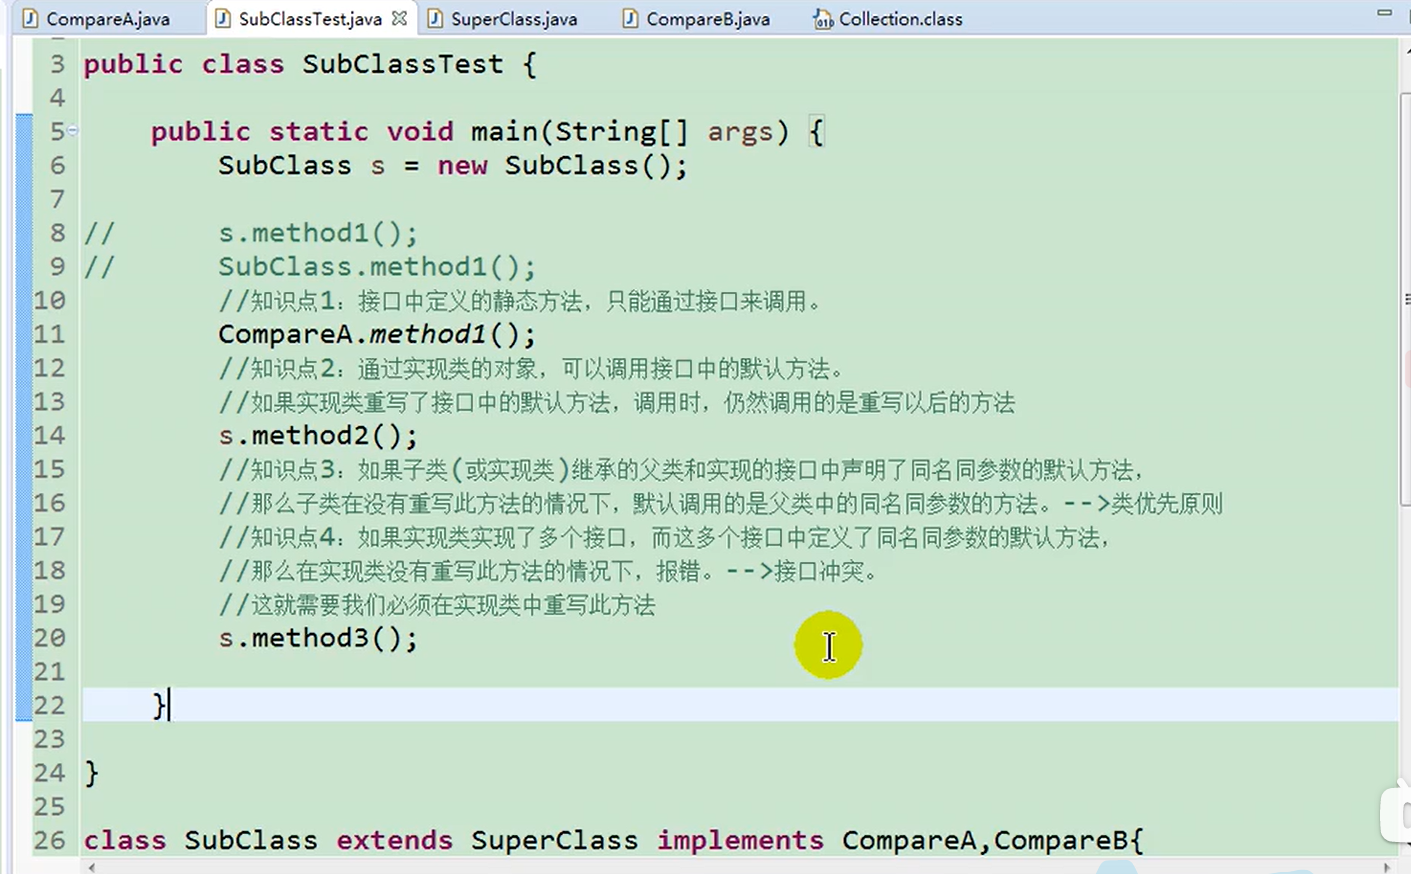 CompareA.java SubClassTest.java SuperClass.java CompareB.java Collection.class
3 public class SubClassTest {
4
5 public static void main(String[] args) {
6 SubClass s = new SubClass();
7
8 // s.method1();
9 // SubClass.method1();
10 //知识点1：接口中定义的静态方法，只能通过接口来调用。
11 CompareA.method1();
12 //知识点2：通过实现类的对象，可以调用接口中的默认方法。
13 //如果实现类重写了接口中的默认方法，调用时，仍然调用的是重写以后的方法
14 s.method2();
15 //知识点3：如果子类(或实现类)继承的父类和实现的接口中声明了同名同参数的默认方法，
16 //那么子类在没有重写此方法的情况下，默认调用的是父类中的同名同参数的方法。-->类优先原则
17 //知识点4：如果实现类实现了多个接口，而这多个接口中定义了同名同参数的默认方法，
18 //那么在实现类没有重写此方法的情况下，报错。-->接口冲突。
19 //这就需要我们必须在实现类中重写此方法
20 s.method3();
21
22 }
23
24 }
25
26 class SubClass extends SuperClass implements CompareA,CompareB{